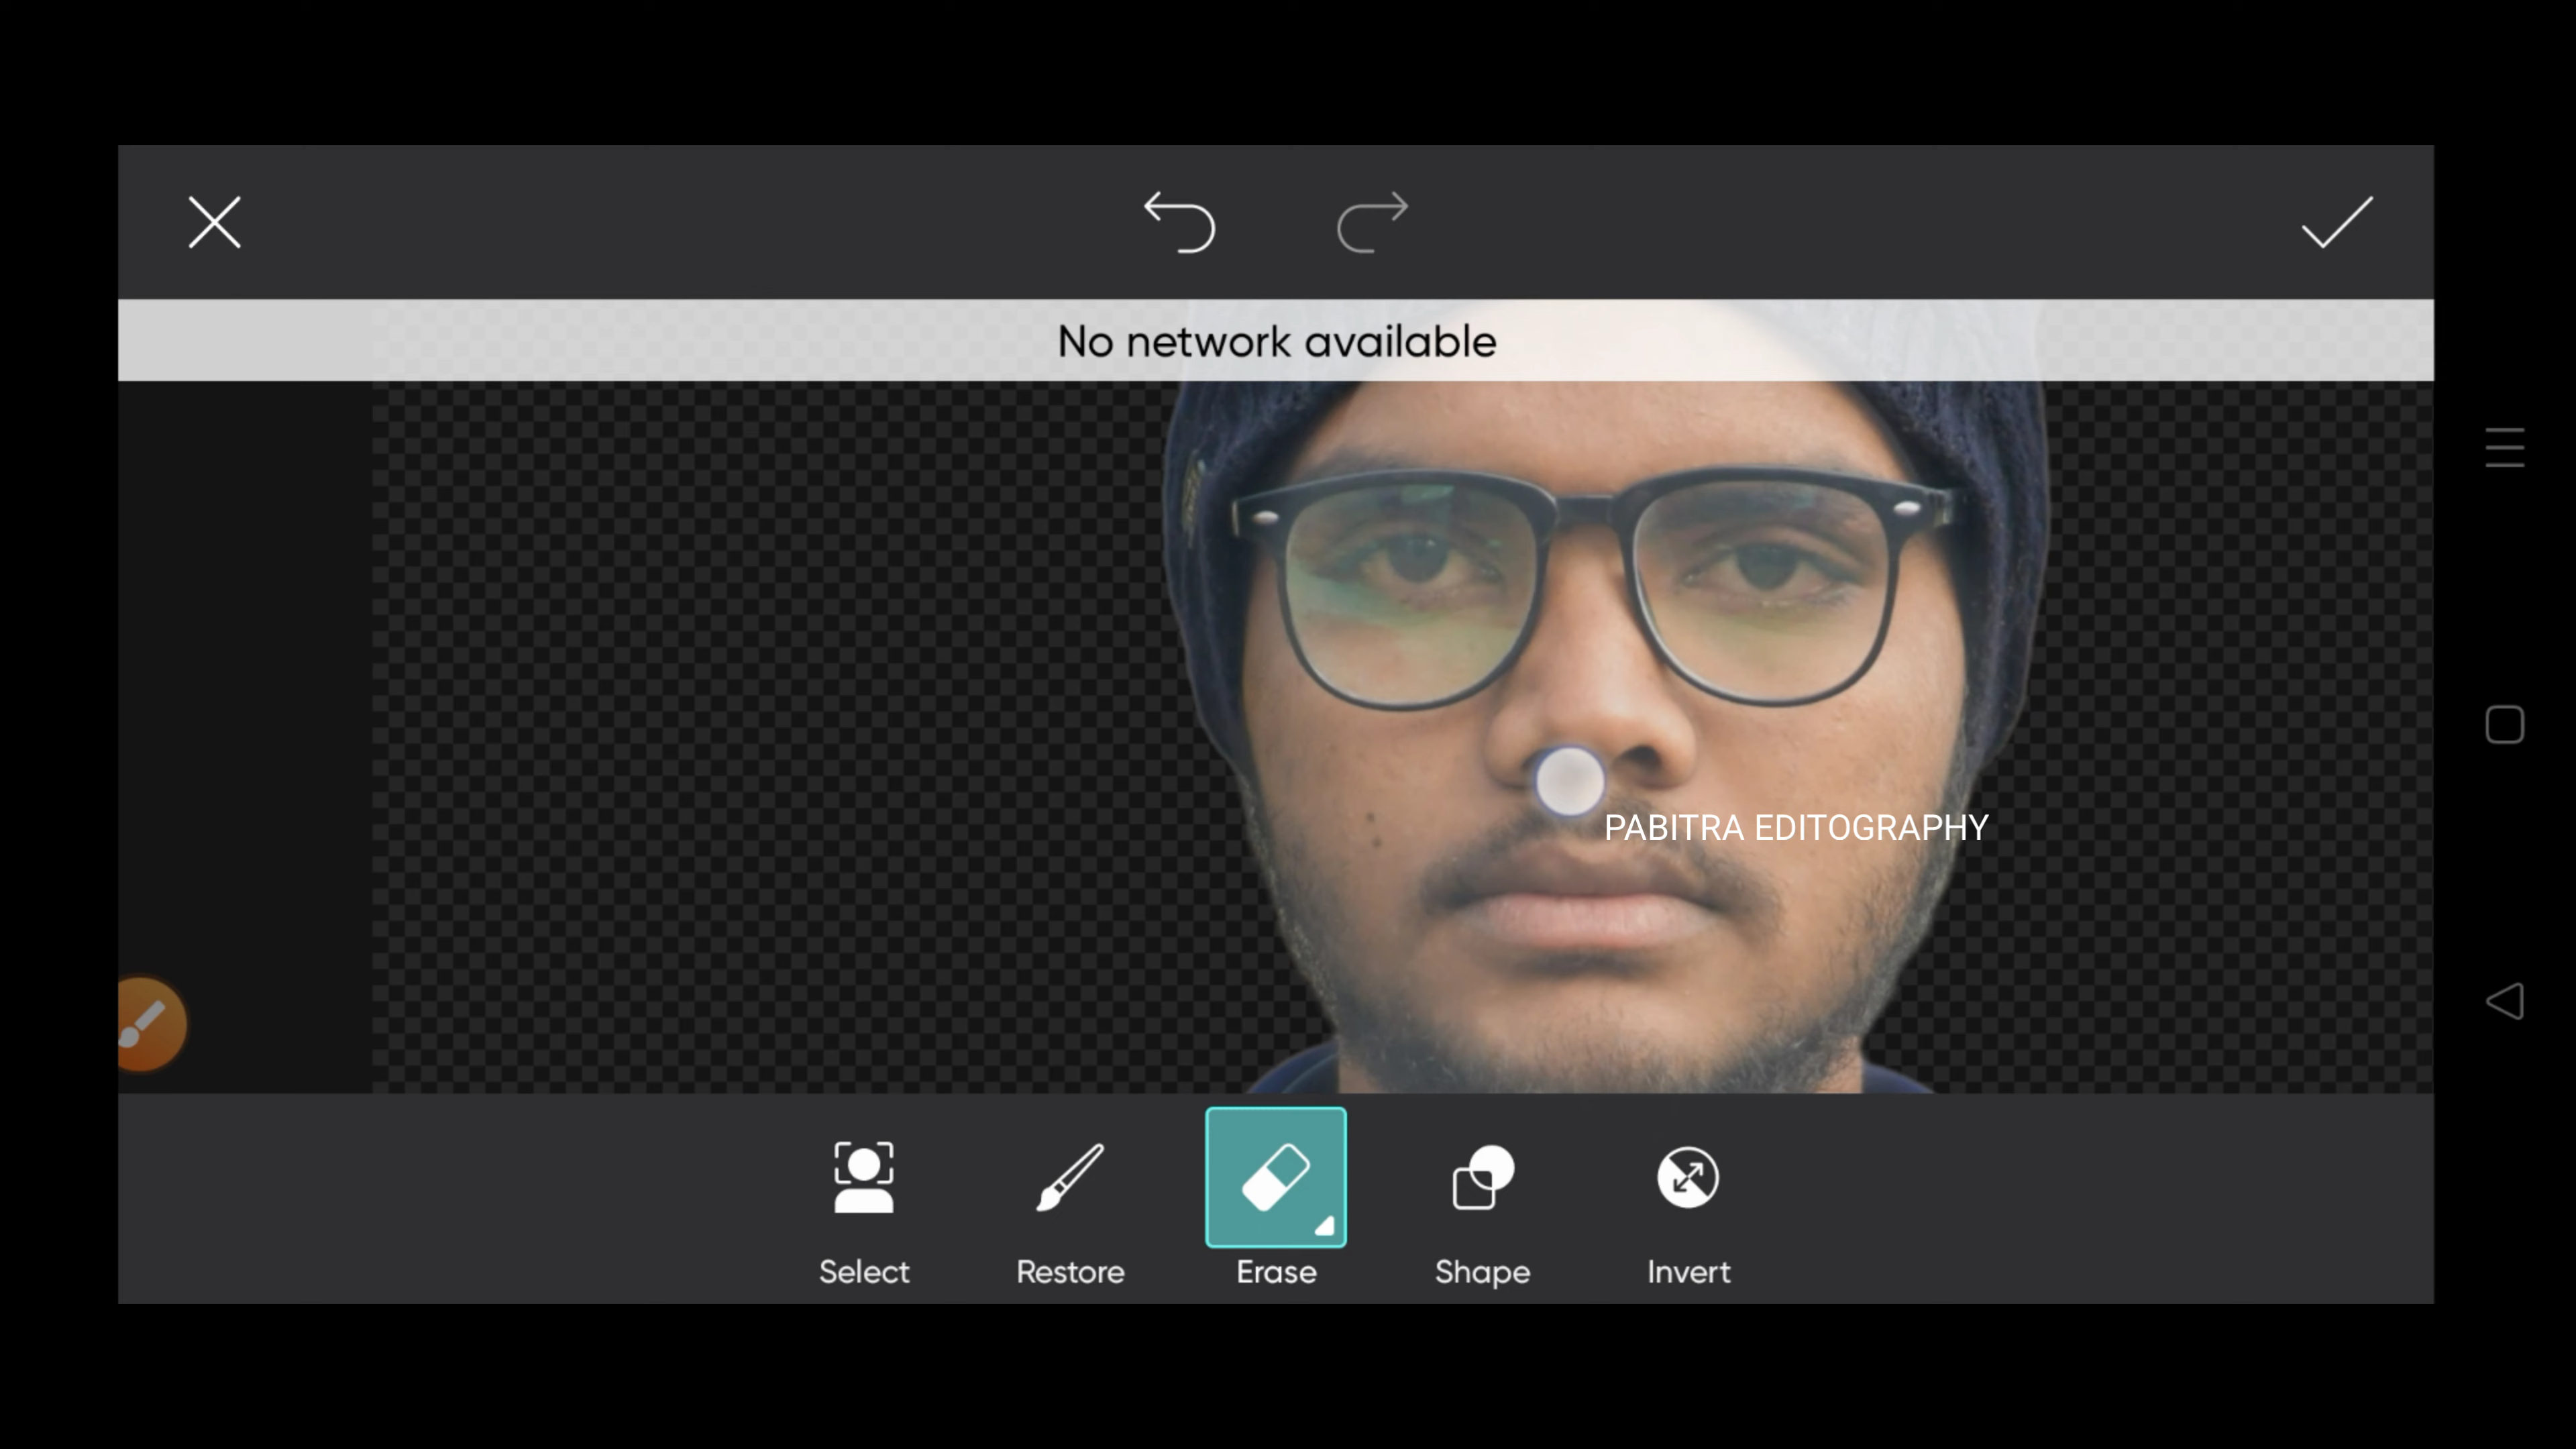 No network available
PABITRA EDITOGRAPHY
Select
Restore
Erase
Shape
Invert